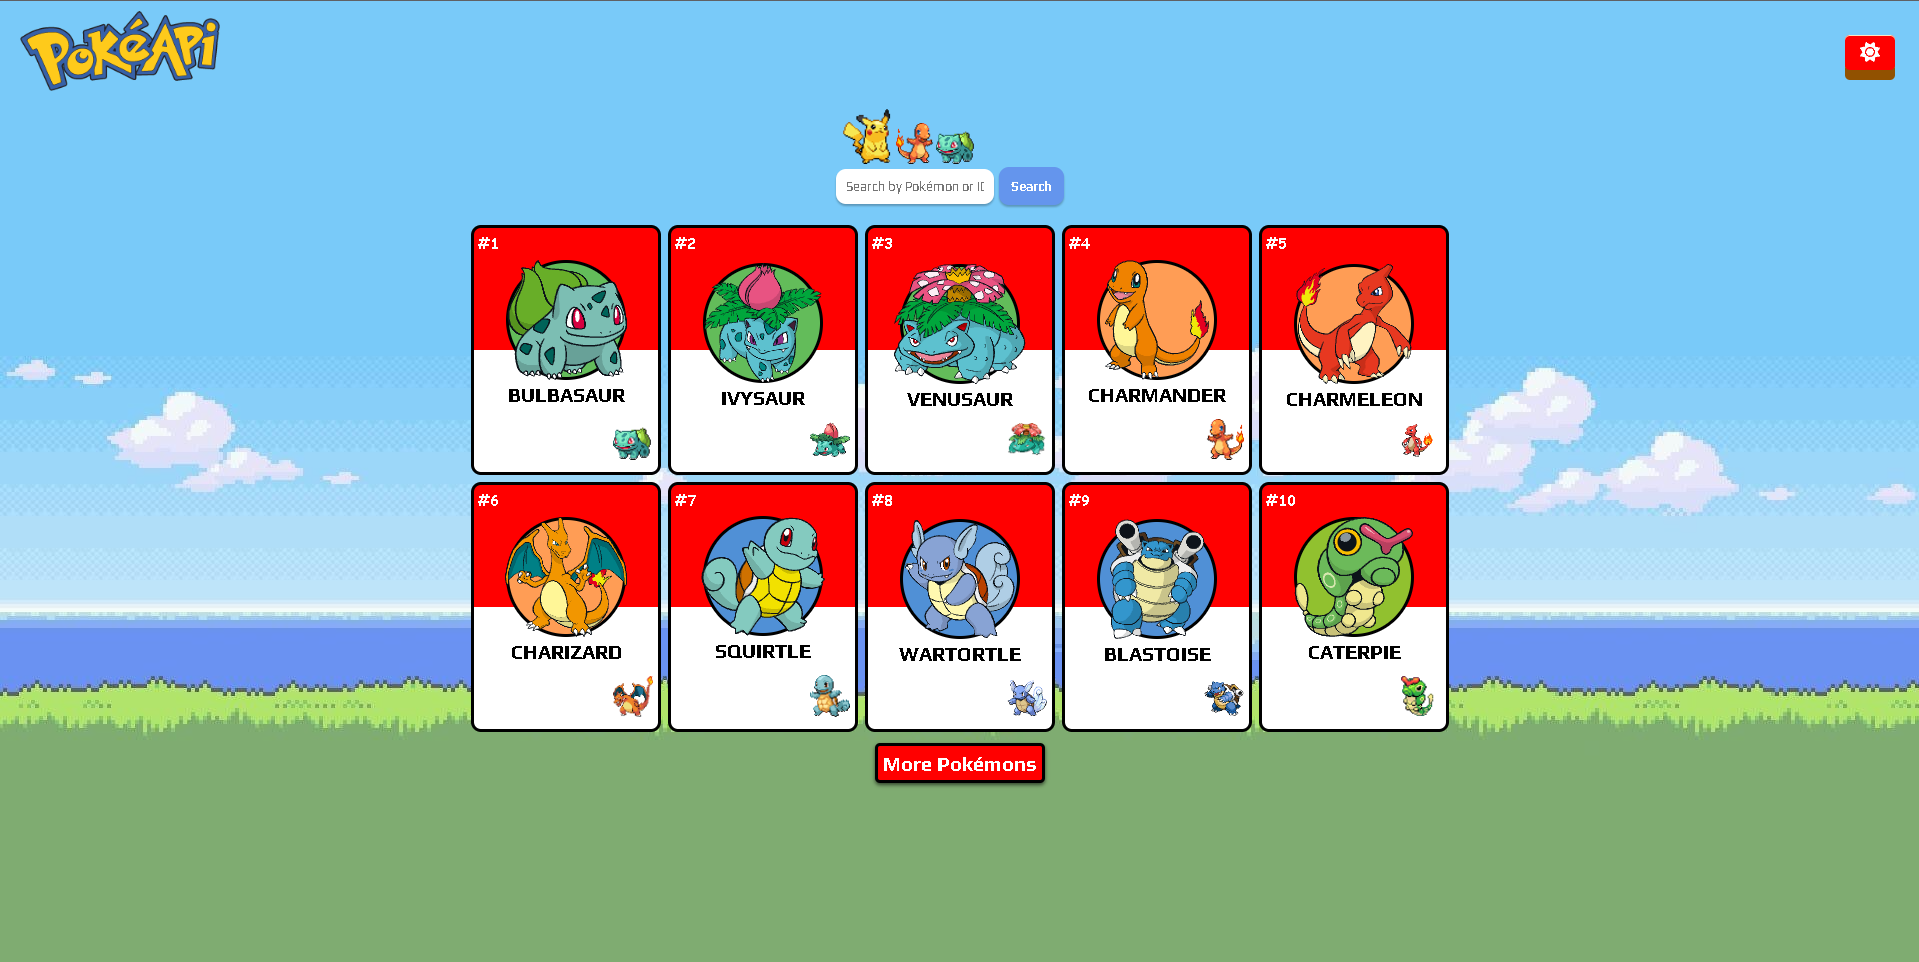 PokéApi
Search by Pokémon or ID
Search
#1
BULBASAUR
#2
IVYSAUR
#3
VENUSAUR
#4
CHARMANDER
#5
CHARMELEON
#6
CHARIZARD
#7
SQUIRTLE
#8
WARTORTLE
#9
BLASTOISE
#10
CATERPIE
More Pokémons